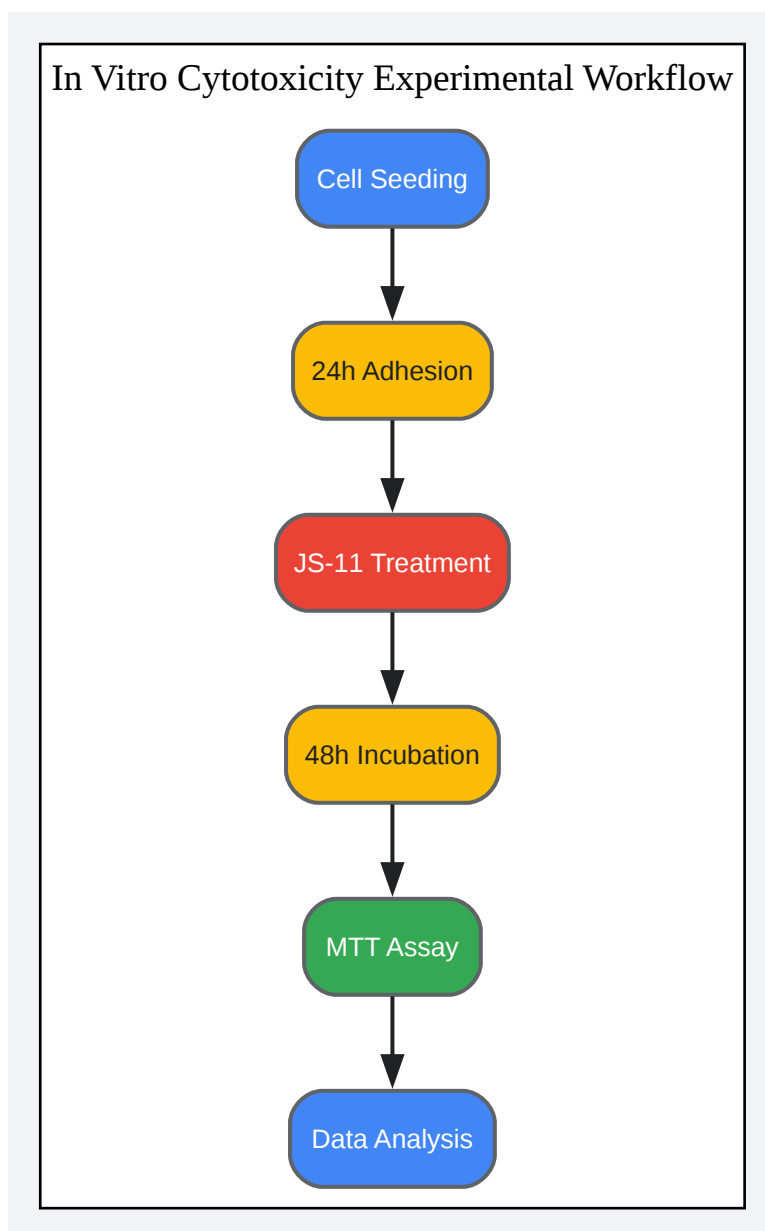 In Vitro Cytotoxicity Experimental Workflow
Cell Seeding
24h Adhesion
JS-11 Treatment
48h Incubation
MTT Assay
Data Analysis